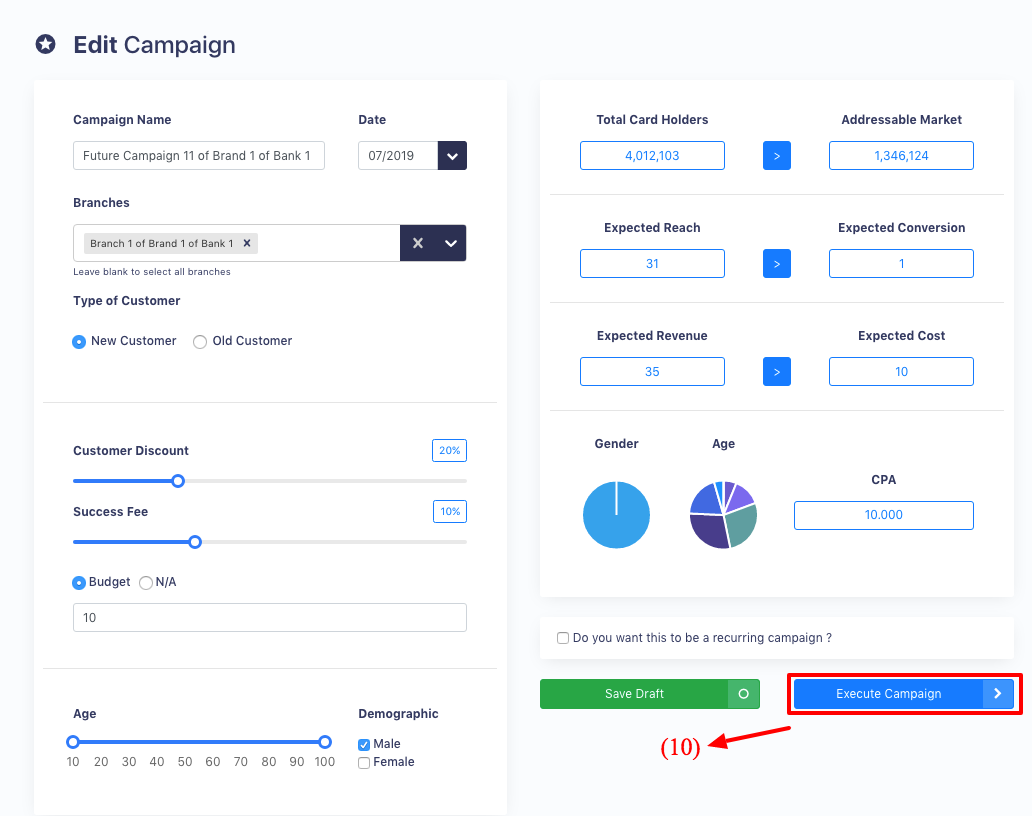 Edit Campaign
Campaign Name
Date
Future Campaign 11 of Brand 1 of Bank 1
07/2019
Branches
Branch 1 of Brand 1 of Bank 1
Leave blank to select all branches
Type of Customer
New Customer
Old Customer
Customer Discount
20%
Success Fee
10%
Budget
N/A
10
Age
10 20 30 40 50 60 70 80 90 100
Demographic
Male
Female
Total Card Holders
Addressable Market
4,012,103
>
1,346,124
Expected Reach
Expected Conversion
31
>
1
Expected Revenue
Expected Cost
35
>
10
Gender
Age
CPA
10.000
Do you want this to be a recurring campaign ?
Save Draft
Execute Campaign
(10)